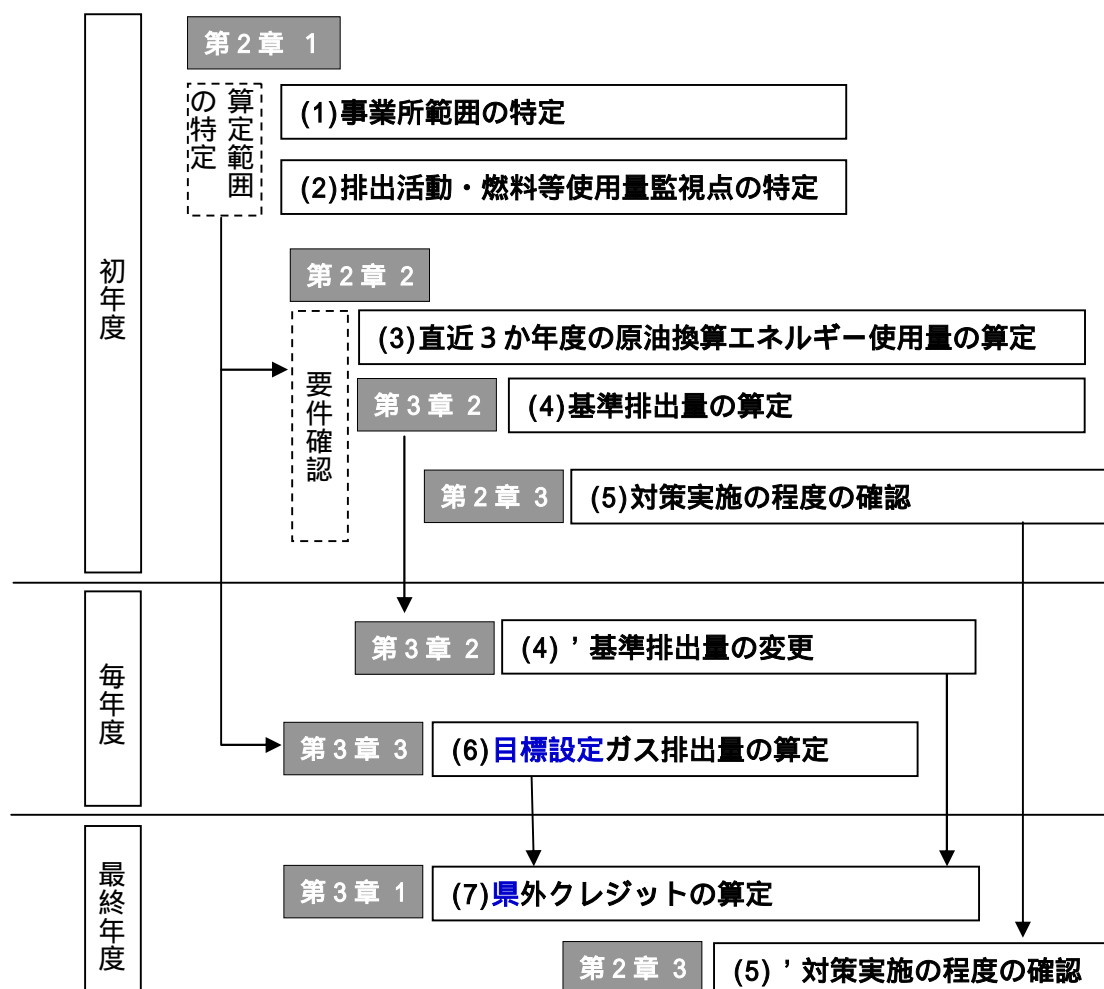 初年度
第2章 1
算定範囲
の特定
(1)事業所範囲の特定
(2)排出活動・燃料等使用量監視点の特定
第2章 2
要件確認
(3)直近3か年度の原油換算エネルギー使用量の算定
第3章 2
(4)基準排出量の算定
第2章 3
(5)対策実施の程度の確認
毎年度
第3章 2
(4)’基準排出量の変更
第3章 3
(6)目標設定ガス排出量の算定
最終年度
第3章 1
(7)県外クレジットの算定
第2章 3
(5)’対策実施の程度の確認